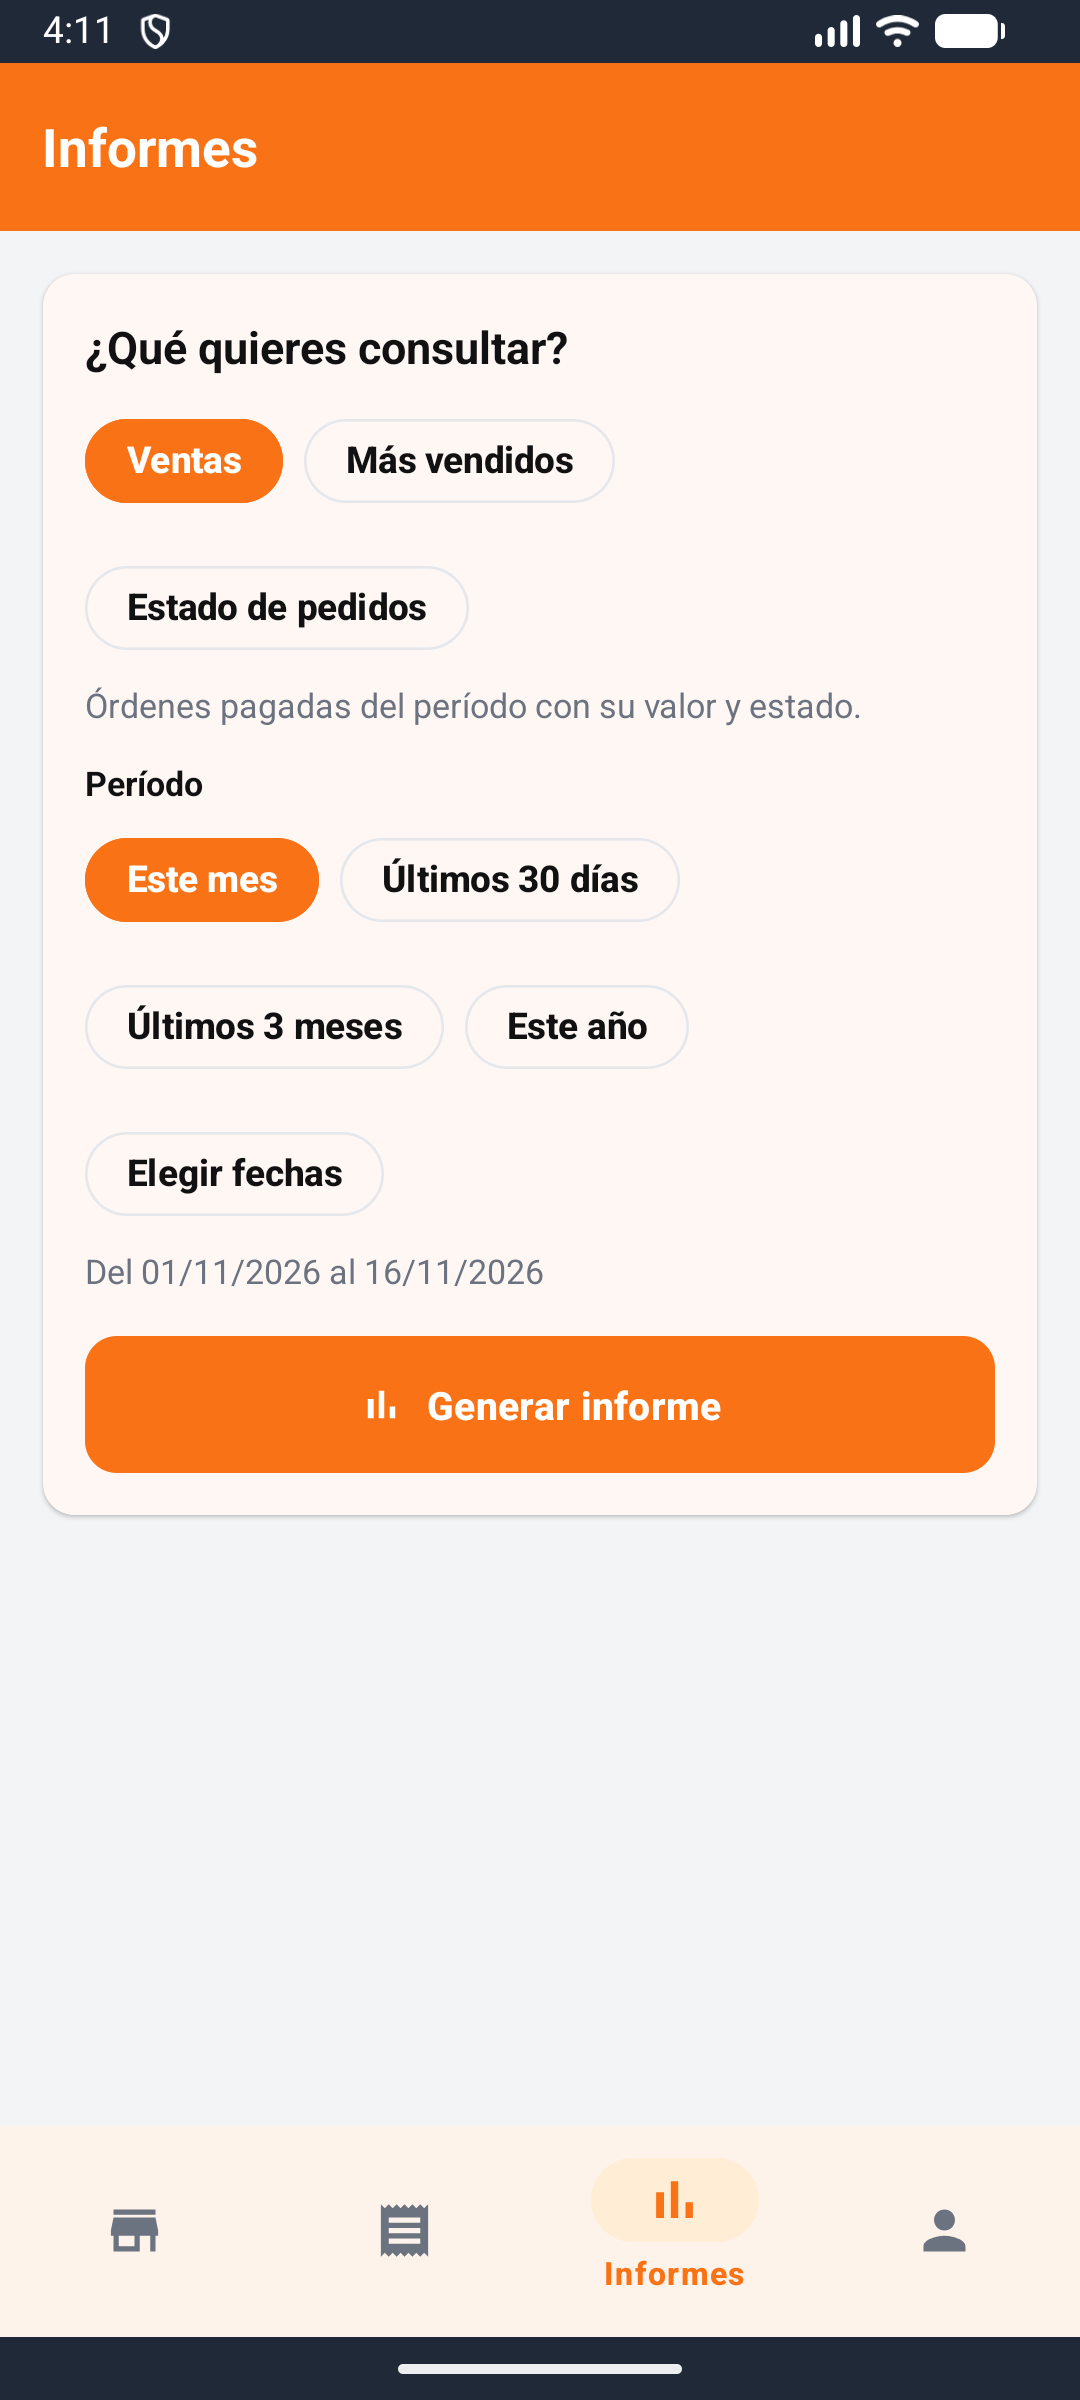 4:11
Informes
¿Qué quieres consultar?
Ventas
Más vendidos
Estado de pedidos
Órdenes pagadas del período con su valor y estado.
Período
Este mes
Últimos 30 días
Últimos 3 meses
Este año
Elegir fechas
Del 01/11/2026 al 16/11/2026
Generar informe
Informes